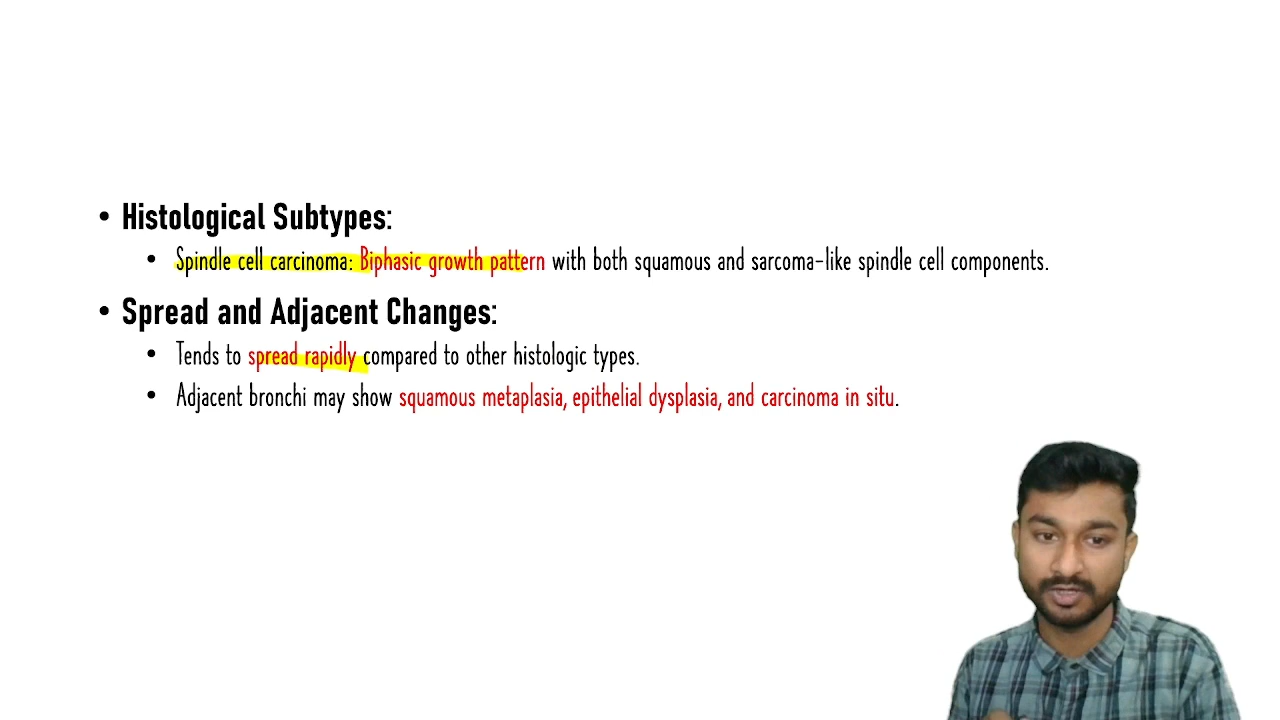 Histological Subtypes:
Spindle cell carcinoma: Biphasic growth pattern with both squamous and sarcoma-like spindle cell components.
Spread and Adjacent Changes:
Tends to spread rapidly compared to other histologic types.
Adjacent bronchi may show squamous metaplasia, epithelial dysplasia, and carcinoma in situ.